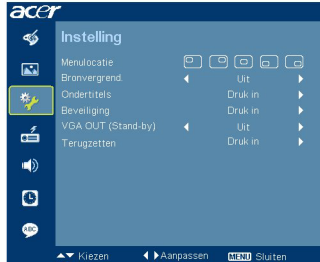 acer
Instelling
Menulocatie
Bronvergrend. Uit
Ondertitels Druk in
Beveiliging Druk in
VGA OUT (Stand-by) Uit
Terugzetten Druk in
ABC
Kiezen Aanpassen MENU Sluiten